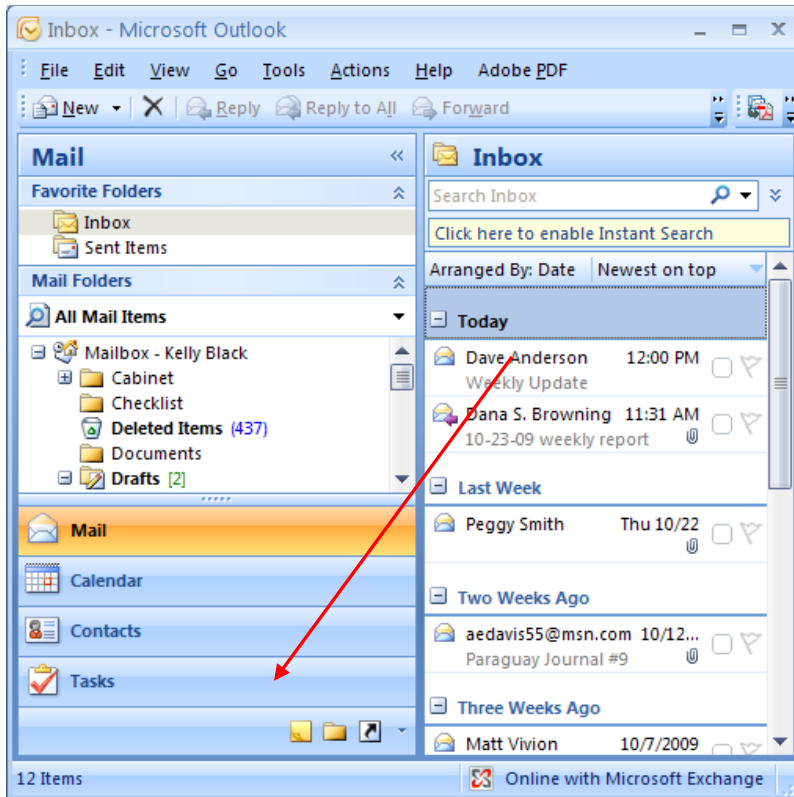 Inbox - Microsoft Outlook
File Edit View Go Tools Actions Help Adobe PDF
New Reply Reply to All Forward
Mail
Favorite Folders
Inbox
Sent Items
Mail Folders
All Mail Items
Mailbox - Kelly Black
Cabinet
Checklist
Deleted Items (437)
Documents
Drafts [2]
Mail
Calendar
Contacts
Tasks
Inbox
Search Inbox
Click here to enable Instant Search
Arranged By: Date Newest on top
Today
Dave Anderson 12:00 PM
Weekly Update
Dana S. Browning 11:31 AM
10-23-09 weekly report
Last Week
Peggy Smith Thu 10/22
Two Weeks Ago
aedavis55@msn.com 10/12...
Paraguay Journal #9
Three Weeks Ago
Matt Vivion 10/7/2009
12 Items Online with Microsoft Exchange